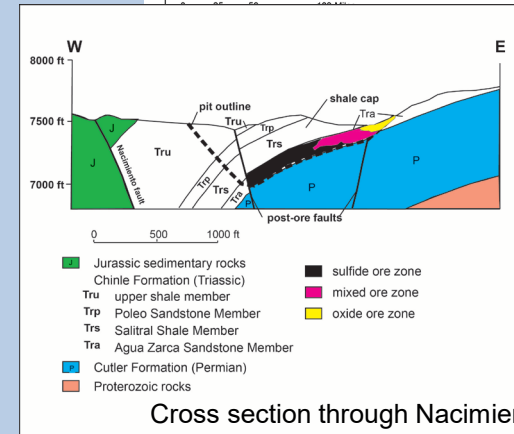 W
E
8000 ft
7500 ft
7000 ft
pit outline
shale cap
Tru
Trp
Tra
J
J
Nacimiento fault
Tru
Trs
Trp
Trs
Tra
P
P
P
post-ore faults
0 500 1000 ft
J Jurassic sedimentary rocks
Chinle Formation (Triassic)
Tru upper shale member
Trp Poleo Sandstone Member
Trs Salitral Shale Member
Tra Agua Zarca Sandstone Member
P Cutler Formation (Permian)
Proterozoic rocks
sulfide ore zone
mixed ore zone
oxide ore zone
Cross section through